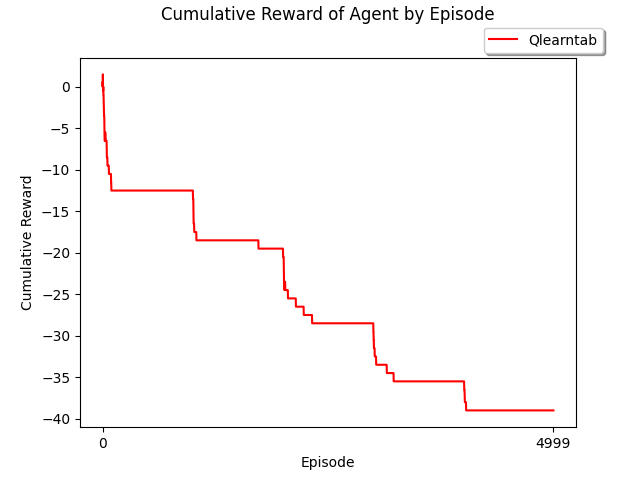 Cumulative Reward of Agent by Episode
Qlearntab
0
−5
−10
−15
−20
−25
−30
−35
−40
Cumulative Reward
0
4999
Episode